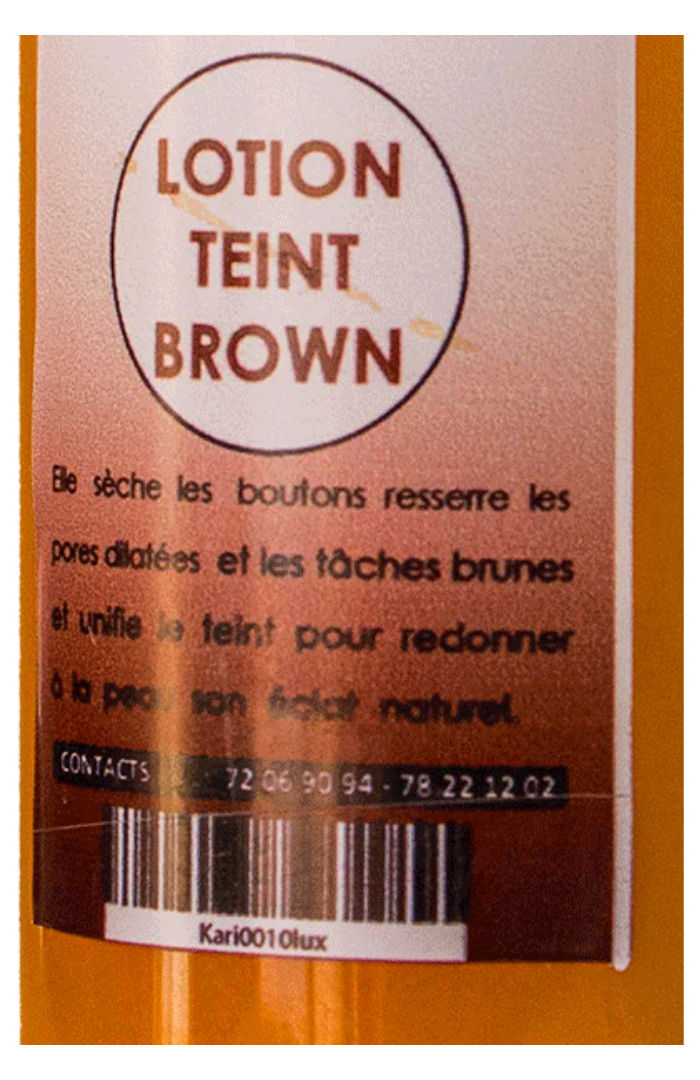 LOTION
TEINT
BROWN
Elle sèche les boutons resserre les
pores dilatées et les tâches brunes
et unifie le teint pour redonner
à la peau son éclat naturel.
CONTACTS 72 06 90 94 - 78 22 12 02
Kari0010lux